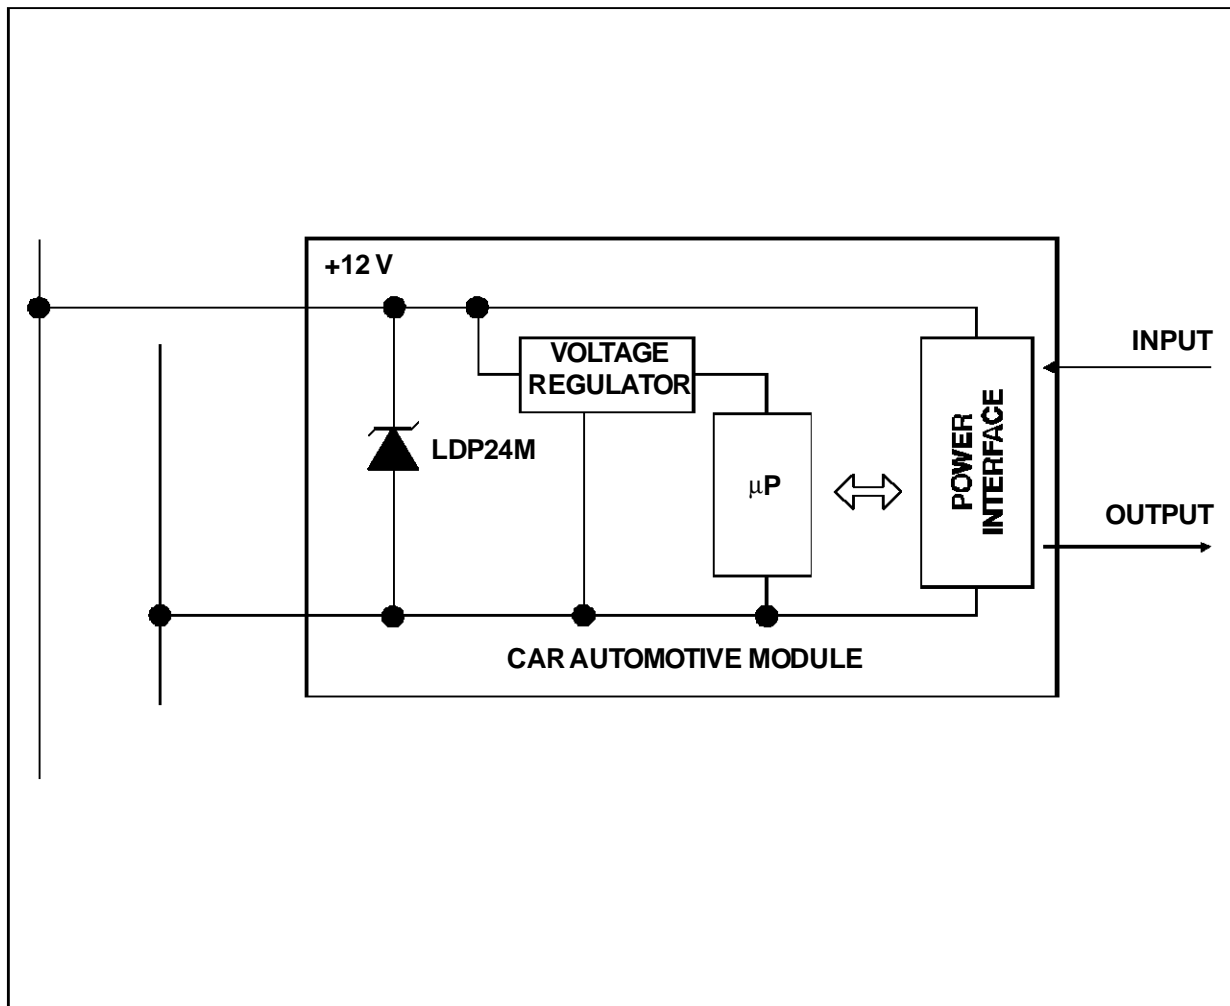 +12 V
INPUT
VOLTAGE
REGULATOR
LDP24M
μP
POWER
INTERFACE
OUTPUT
CAR AUTOMOTIVE MODULE